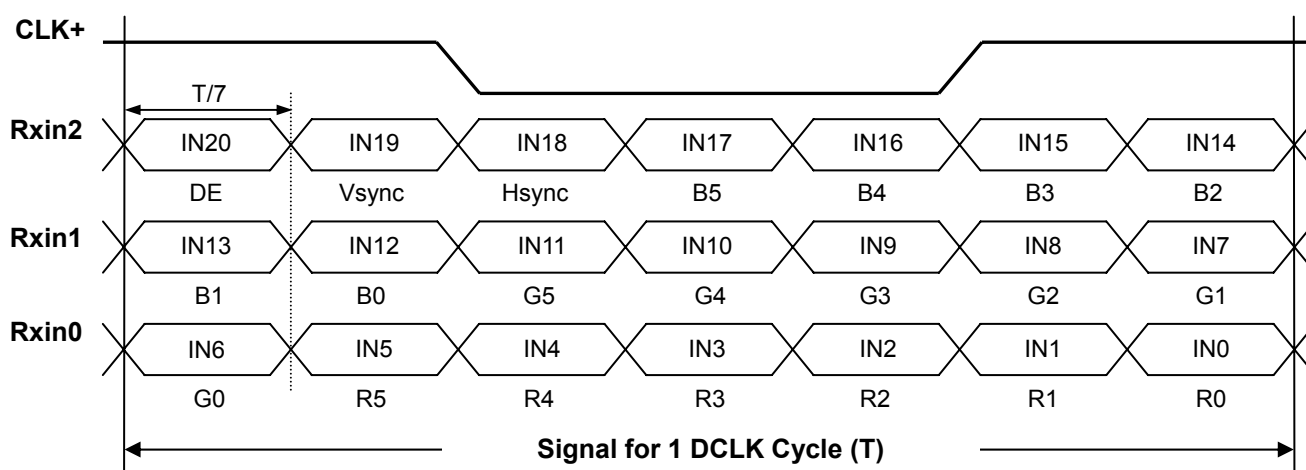 CLK+
T/7
Rxin2 IN20 IN19 IN18 IN17 IN16 IN15 IN14
DE Vsync Hsync B5 B4 B3 B2
Rxin1 IN13 IN12 IN11 IN10 IN9 IN8 IN7
B1 B0 G5 G4 G3 G2 G1
Rxin0 IN6 IN5 IN4 IN3 IN2 IN1 IN0
G0 R5 R4 R3 R2 R1 R0
Signal for 1 DCLK Cycle (T)